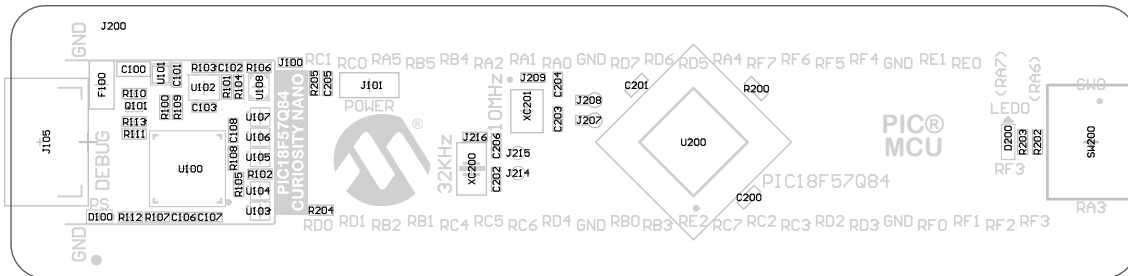 J200
GND
J100
RC1 RC0 RA5 RB5 RB4 RA2 RA1 RA0 GND RD7 RD6 RD5 RA4 RF7 RF6 RF5 RF4 GND RE1 RE0
(RA7)
(RA6)
SW0
F100
C100
U101
C101
R103
C102
R106
U102
R101
R104
U108
R110
Q101
R100
R109
C103
R113
R111
U107
U106
U105
R102
U104
U103
C108
R108
R105
U100
J105
DEBUG
PS
D100
R112
R107
C106
C107
GND
PIC18F57Q84
CURIOSITY NANO
R205
C205
J101
POWER
®
R204
32KHz
10MHz
J209
C204
XC201
C203
J208
J207
J216
C206
XC200
C202
J215
J214
C201
R200
U200
C200
PIC18F57Q84
PIC®
MCU
LED0
D200
R203
R202
RF3
SW200
RA3
RD0 RD1 RB2 RB1 RC4 RC5 RC6 RD4 GND RB0 RB3 RE2 RC7 RC2 RC3 RD2 RD3 GND RF0 RF1 RF2 RF3